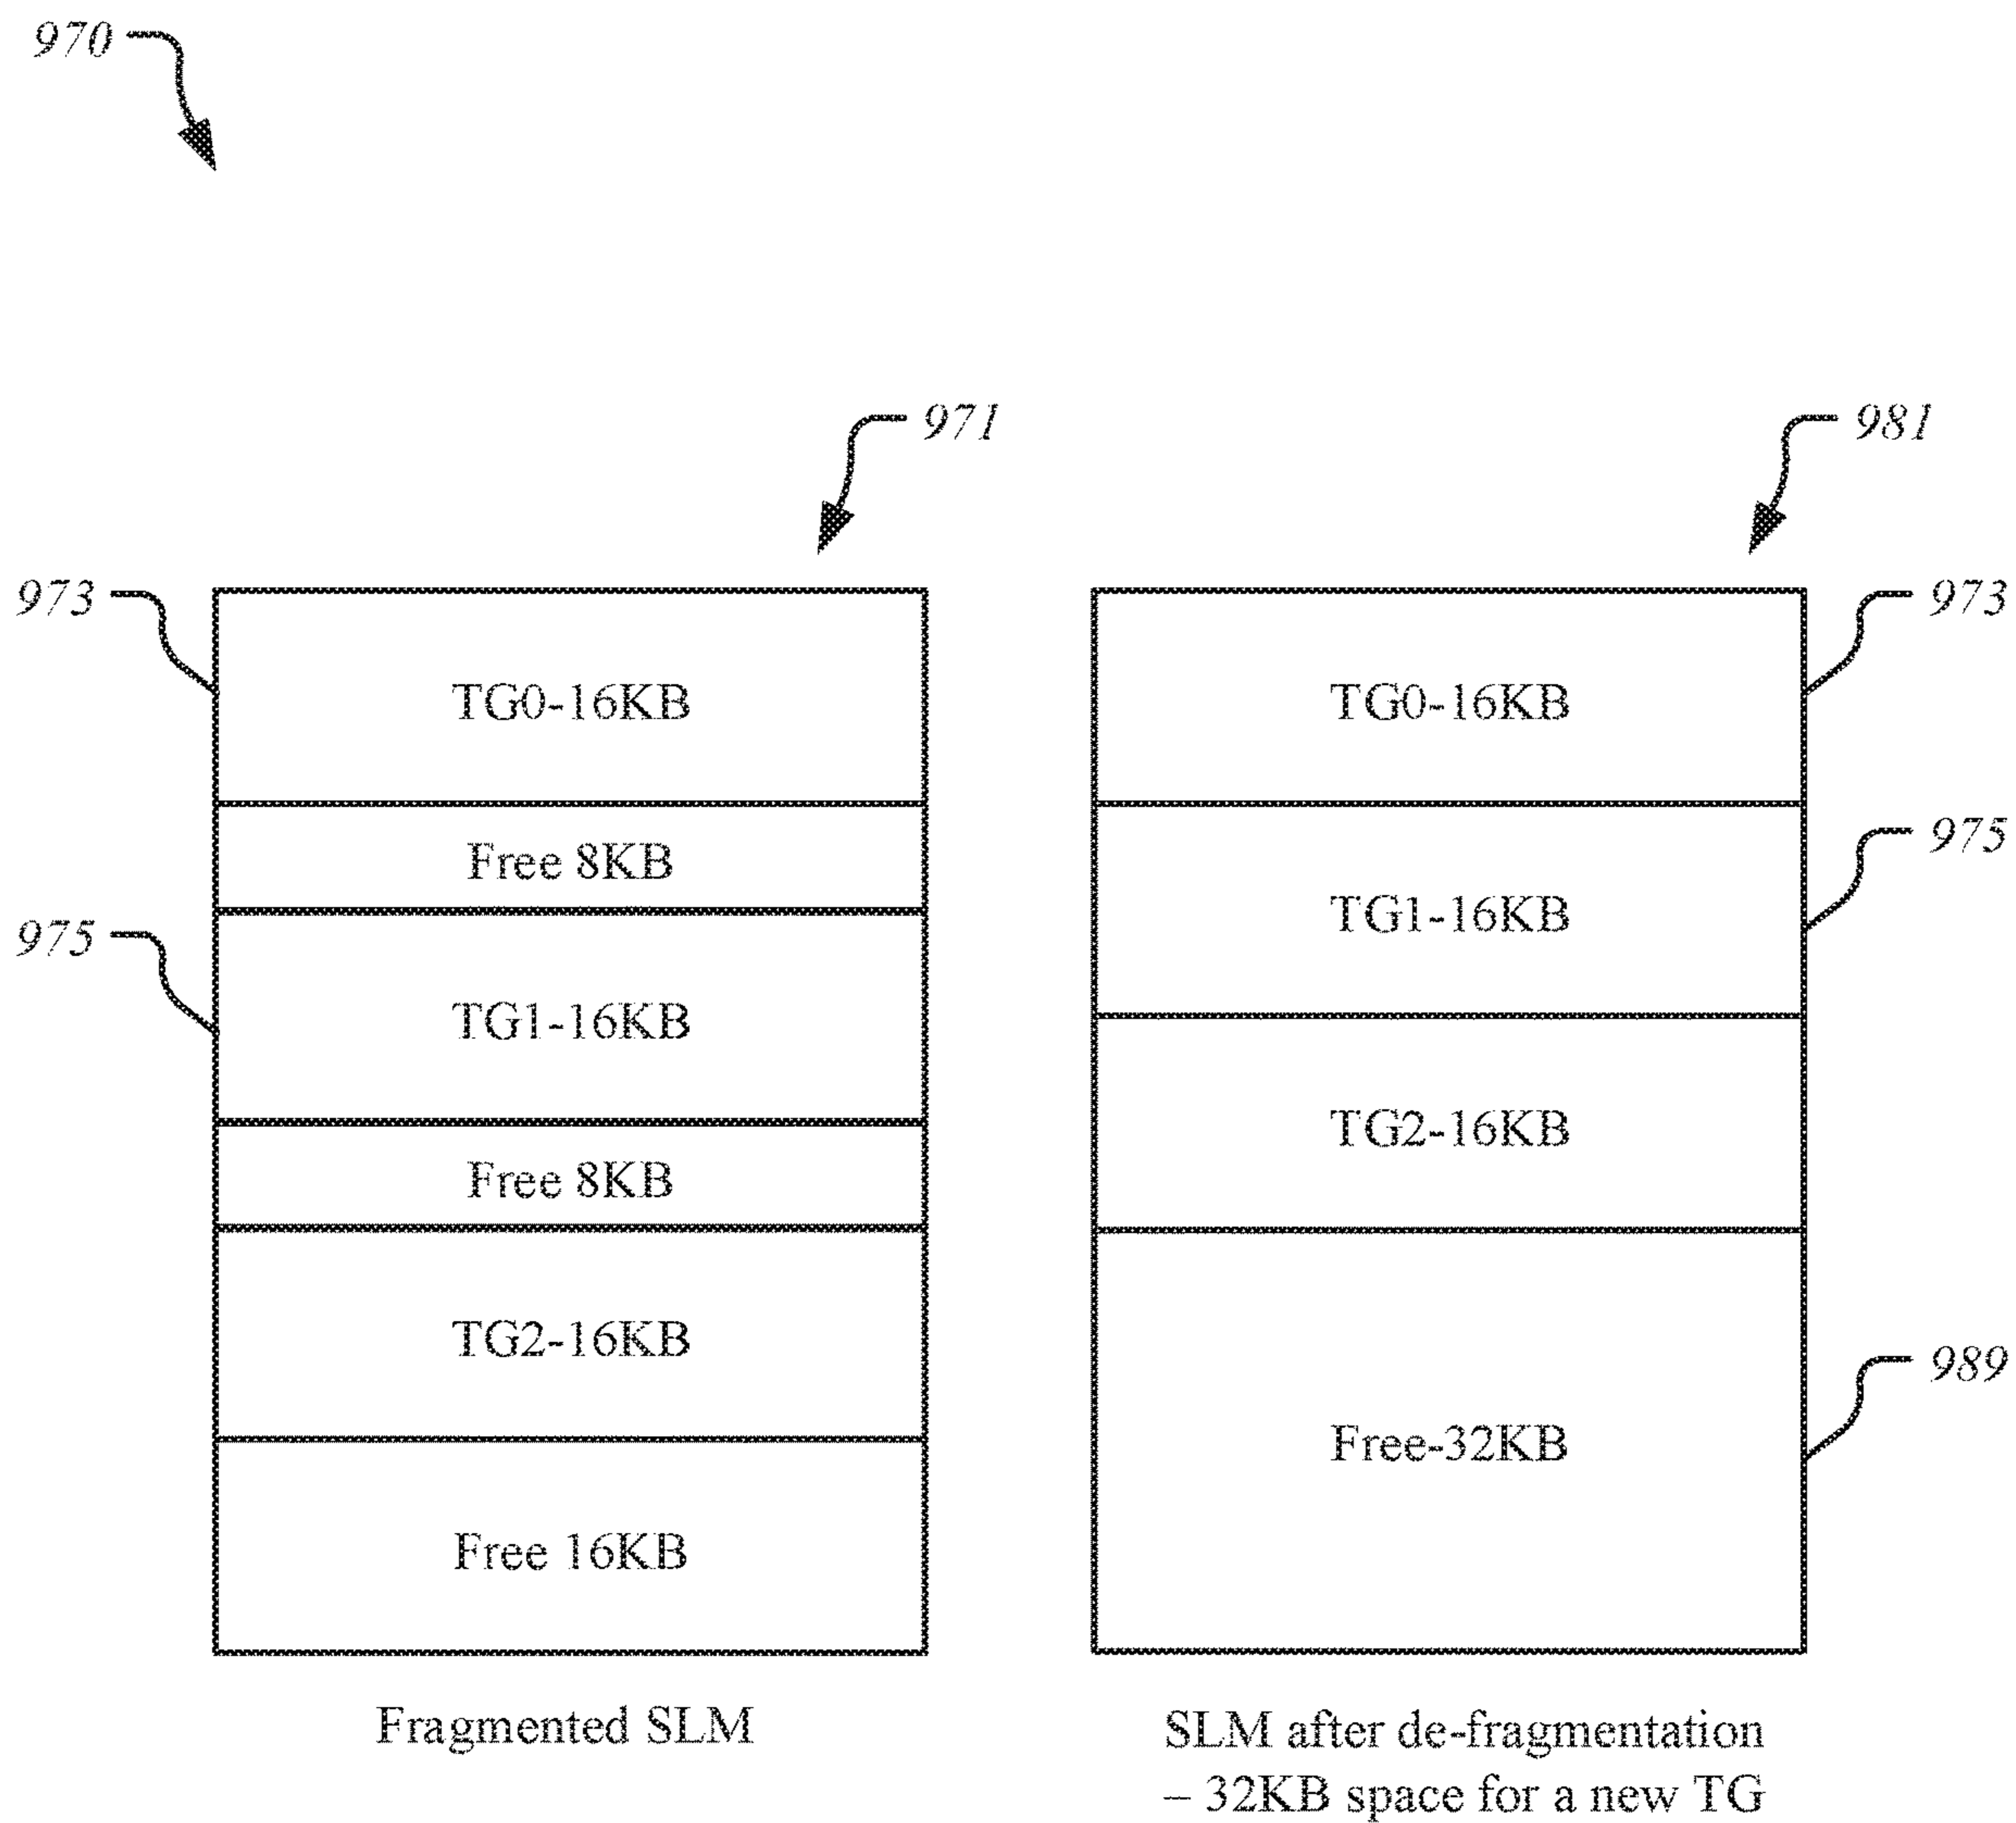 970
971
981
973
TG0-16KB
TG0-16KB
973
Free 8KB
975
TG1-16KB
975
TG1-16KB
Free 8KB
TG2-16KB
TG2-16KB
989
Free-32KB
Free 16KB
Fragmented SLM
SLM after de-fragmentation
– 32KB space for a new TG